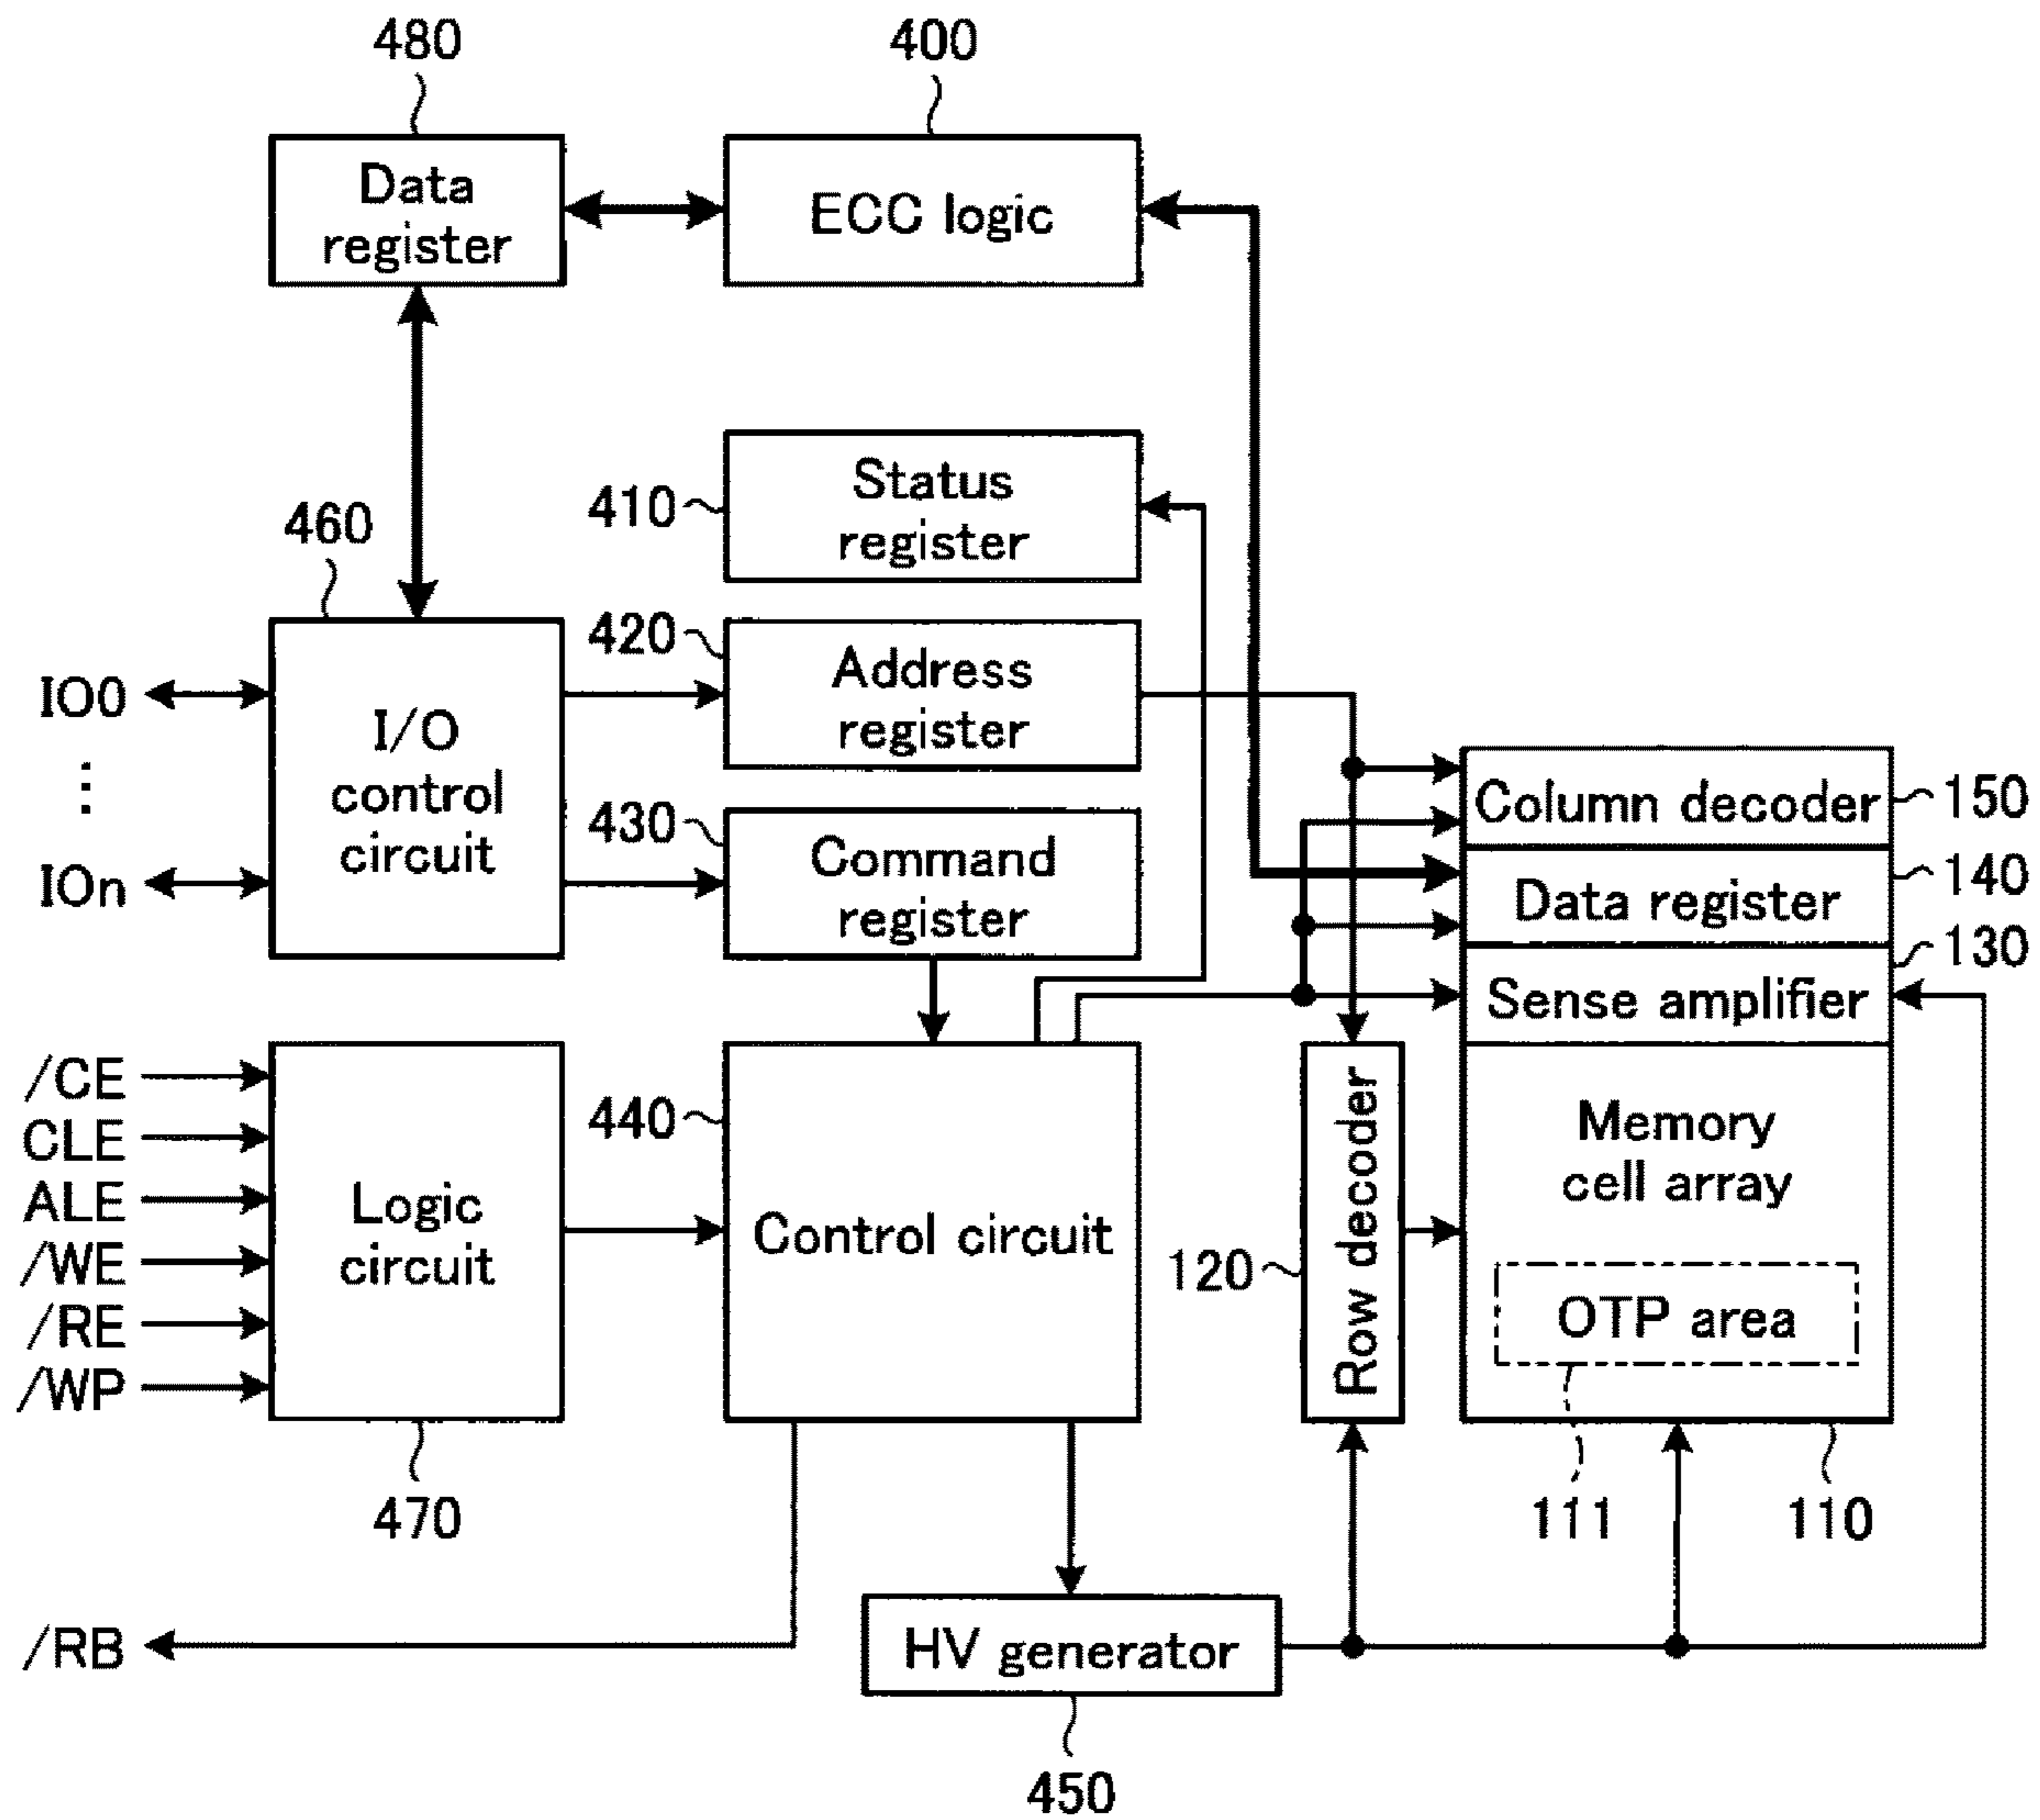 480
400
Data
register
ECC logic
410
Status
register
460
420
Address
register
IO0
⋮
IOn
I/O
control
circuit
430
Command
register
Column decoder
150
Data register
140
Sense amplifier
130
/CE
CLE
ALE
/WE
/RE
/WP
Logic
circuit
470
440
Control circuit
120
Row decoder
Memory
cell array
OTP area
111
110
/RB
HV generator
450